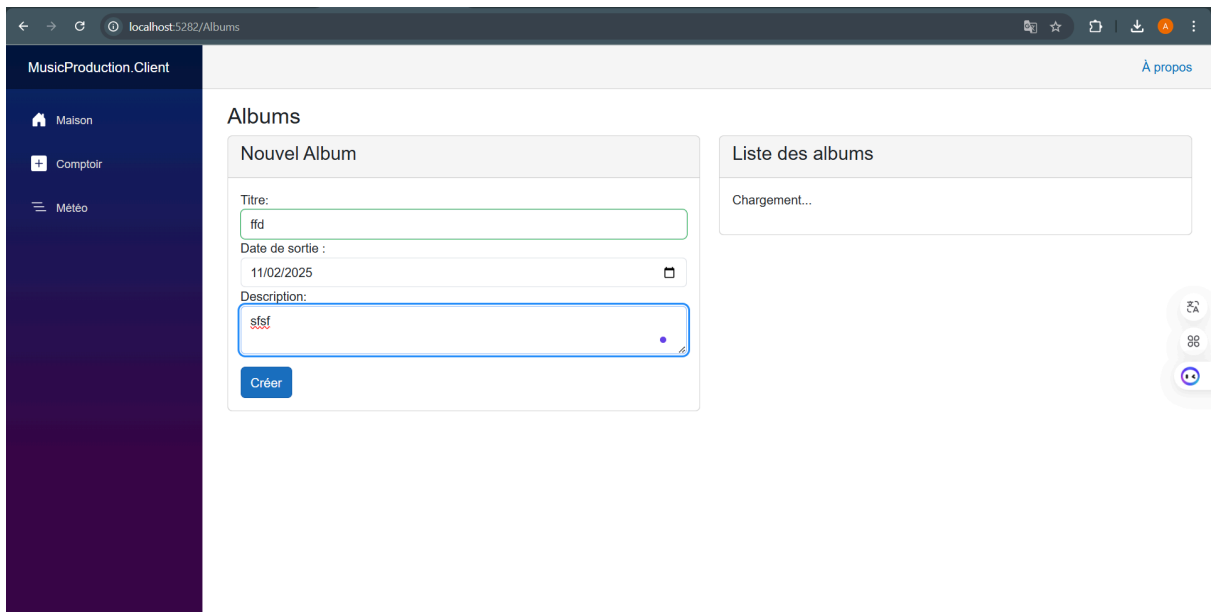 localhost:5282/Albums
A
MusicProduction.Client
À propos
Maison
Comptoir
Météo
Albums
Nouvel Album
Titre:
ffd
Date de sortie :
11/02/2025
Description:
sfsf
Créer
Liste des albums
Chargement...